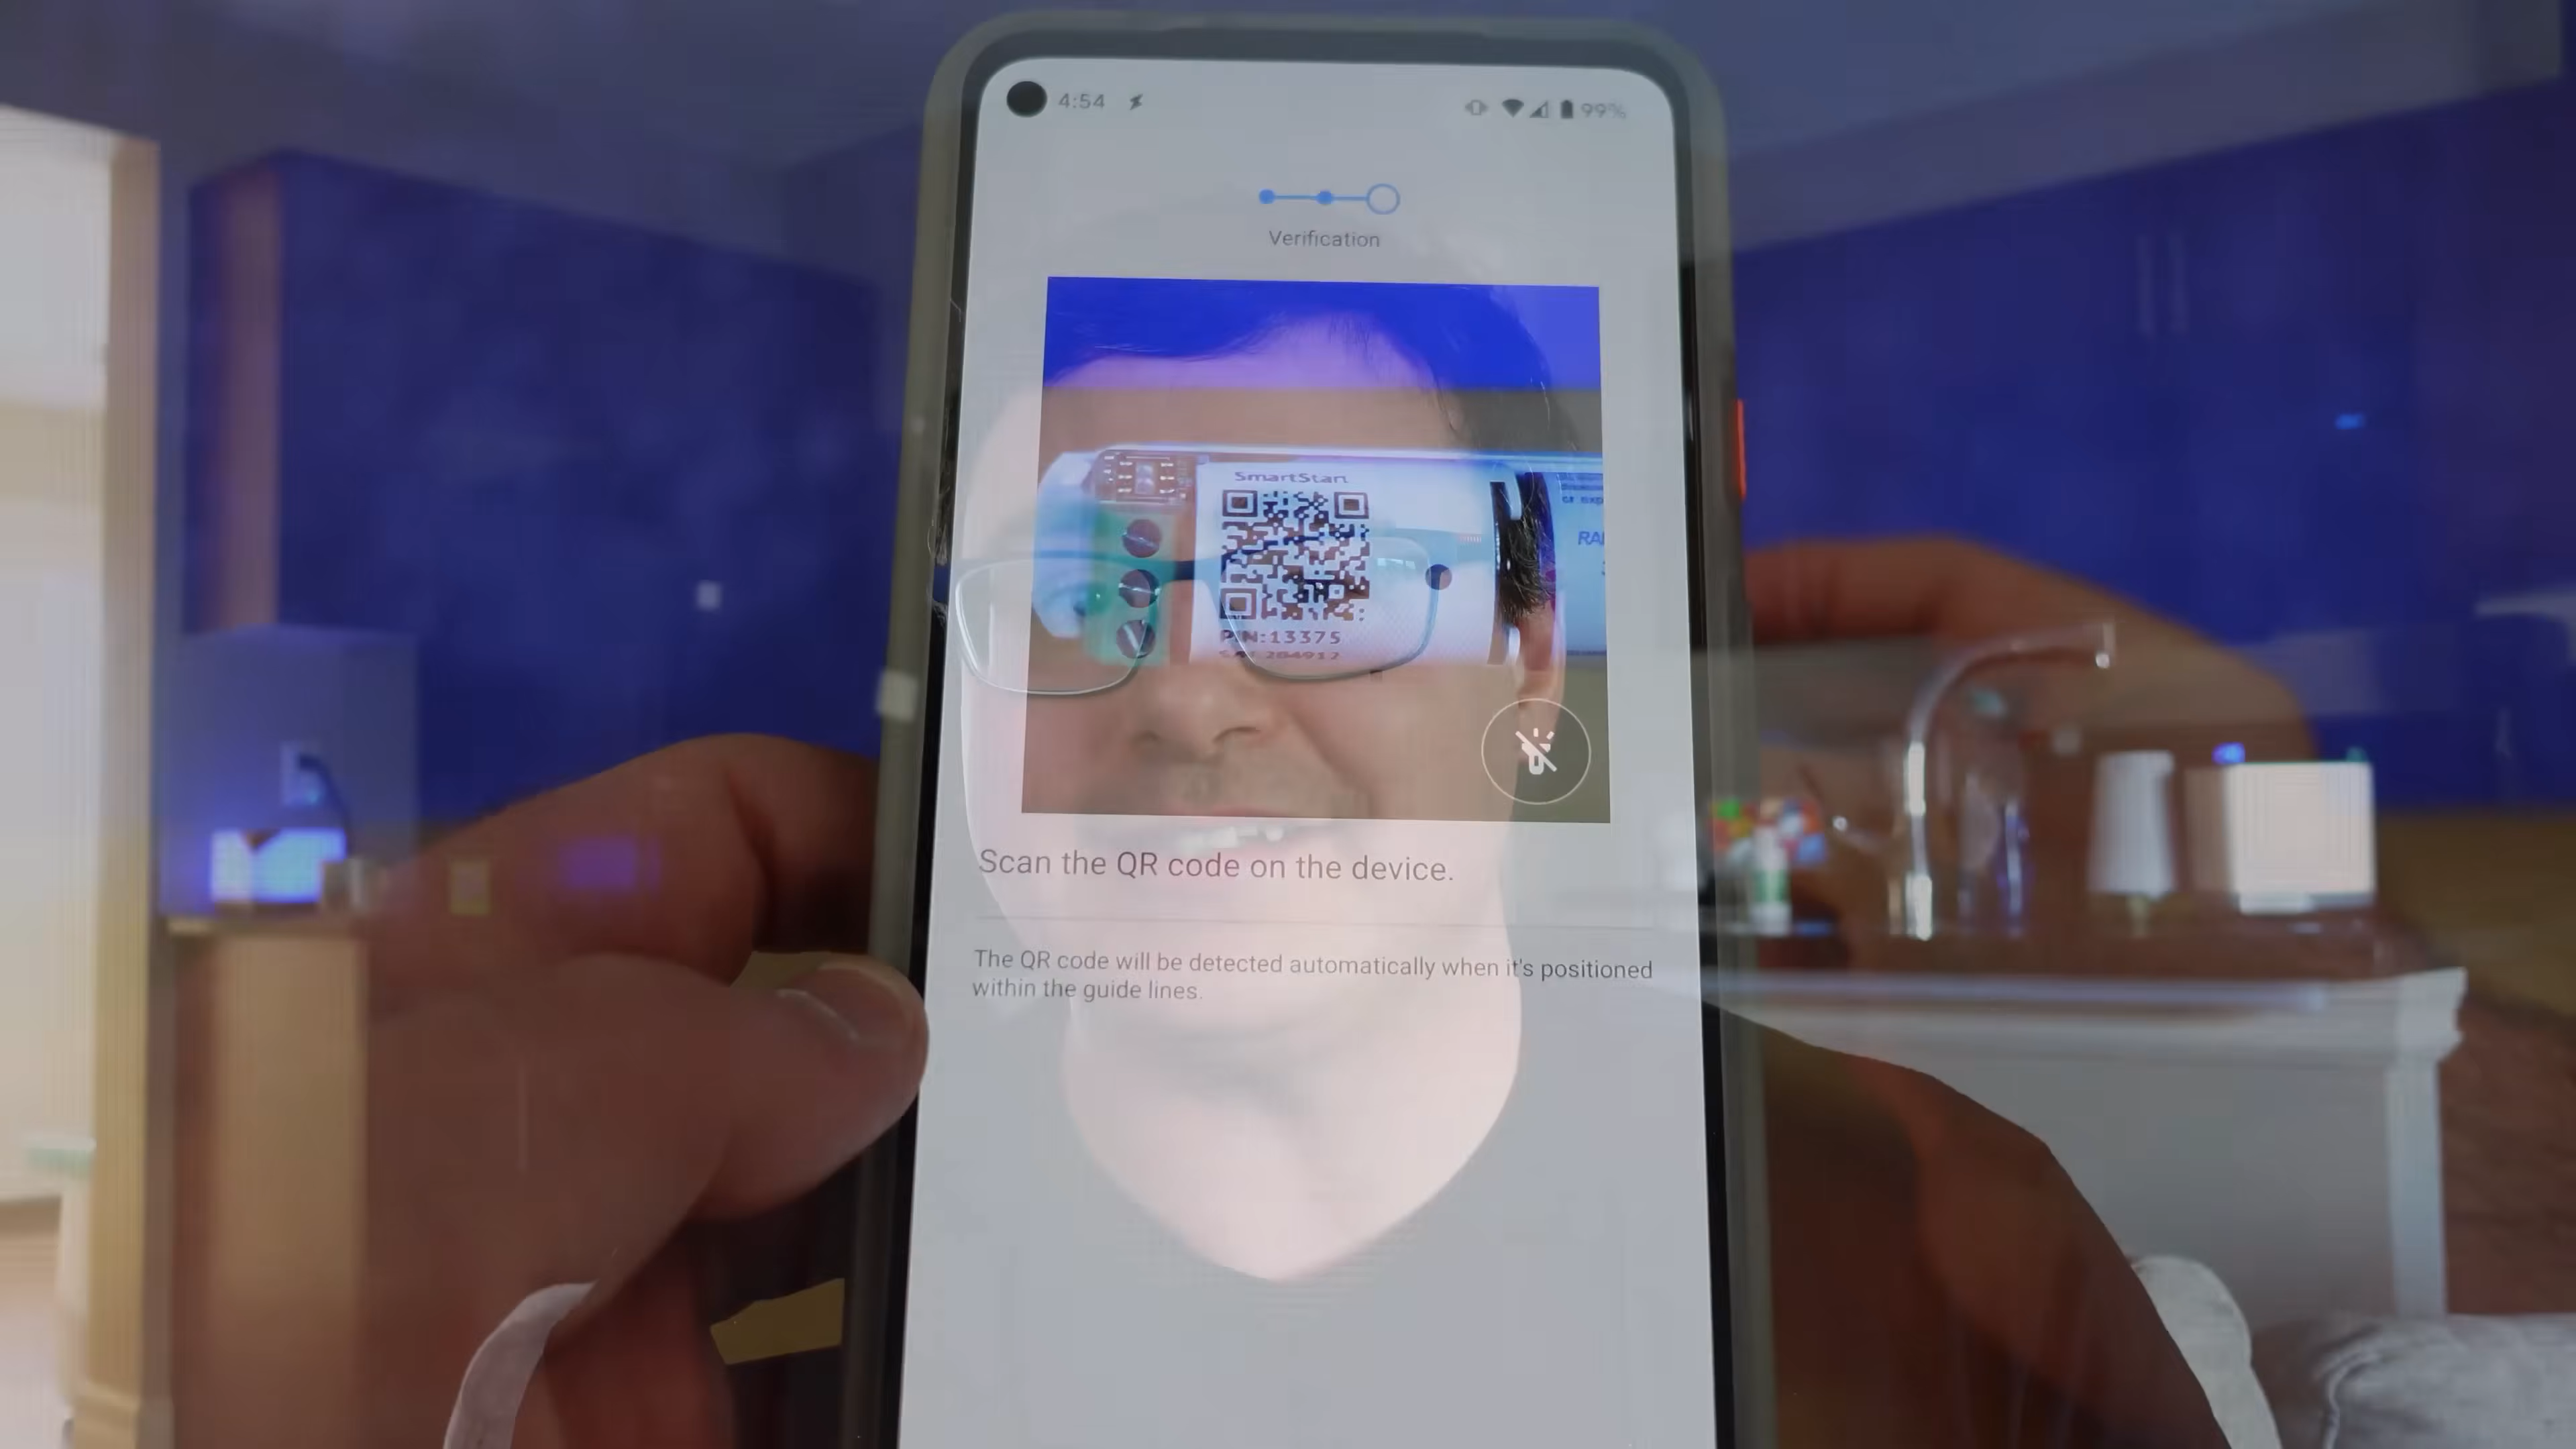 4:54
99%
Verification
SmartStan
PIN:13375
Scan the QR code on the device.
The QR code will be detected automatically when it's positioned
within the guide lines.